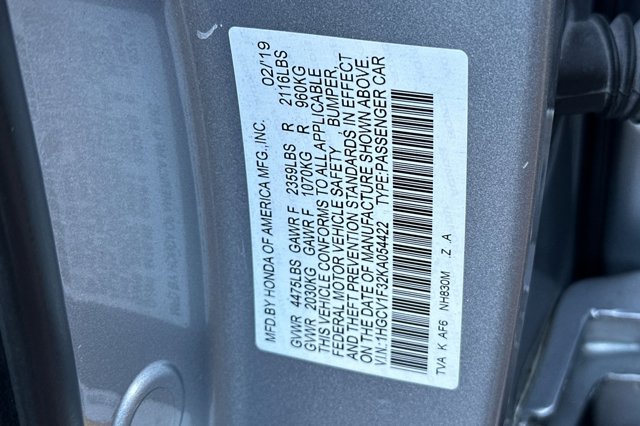 MFD BY HONDA OF AMERICA MFG.,INC. 02/'19
GVWR 4475LBS GAWR F 2359LBS R 2116LBS
GVWR 2030KG GAWR F 1070KG R 960KG
THIS VEHICLE CONFORMS TO ALL APPLICABLE
FEDERAL MOTOR VEHICLE SAFETY , BUMPER,
AND THEFT PREVENTION STANDARDS IN EFFECT
ON THE DATE OF MANUFACTURE SHOWN ABOVE.
V.I.N:1HGCV1F32KA054422 TYPE:PASSENGER CAR
TVA K AF6 NH830M .Z .A